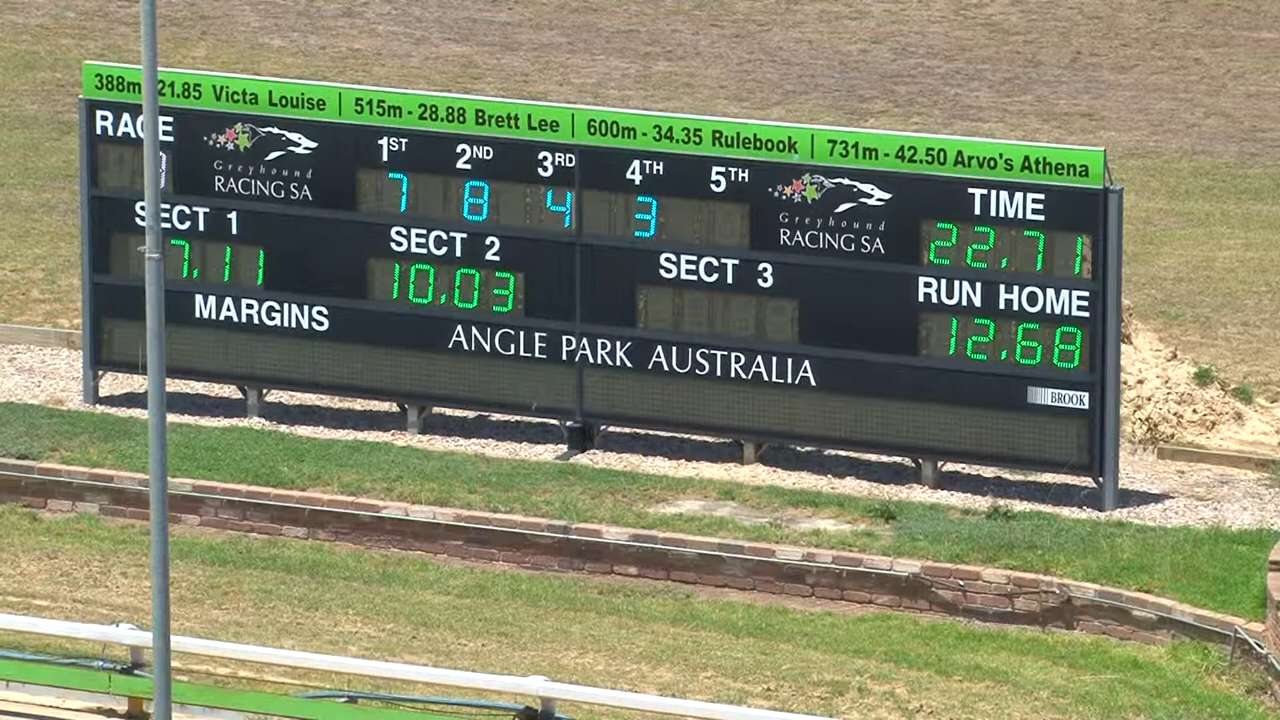 388m 21.85 Victa Louise | 515m - 28.88 Brett Lee | 600m - 34.35 Rulebook | 731m - 42.50 Arvo's Athena
RACE
Greyhound
RACING SA
1ST 2ND 3RD 4TH 5TH
7 8 4 3
Greyhound
RACING SA
TIME
22.71
SECT 1
7.11
SECT 2
10.03
SECT 3
RUN HOME
12.68
MARGINS
ANGLE PARK AUSTRALIA
BROOK